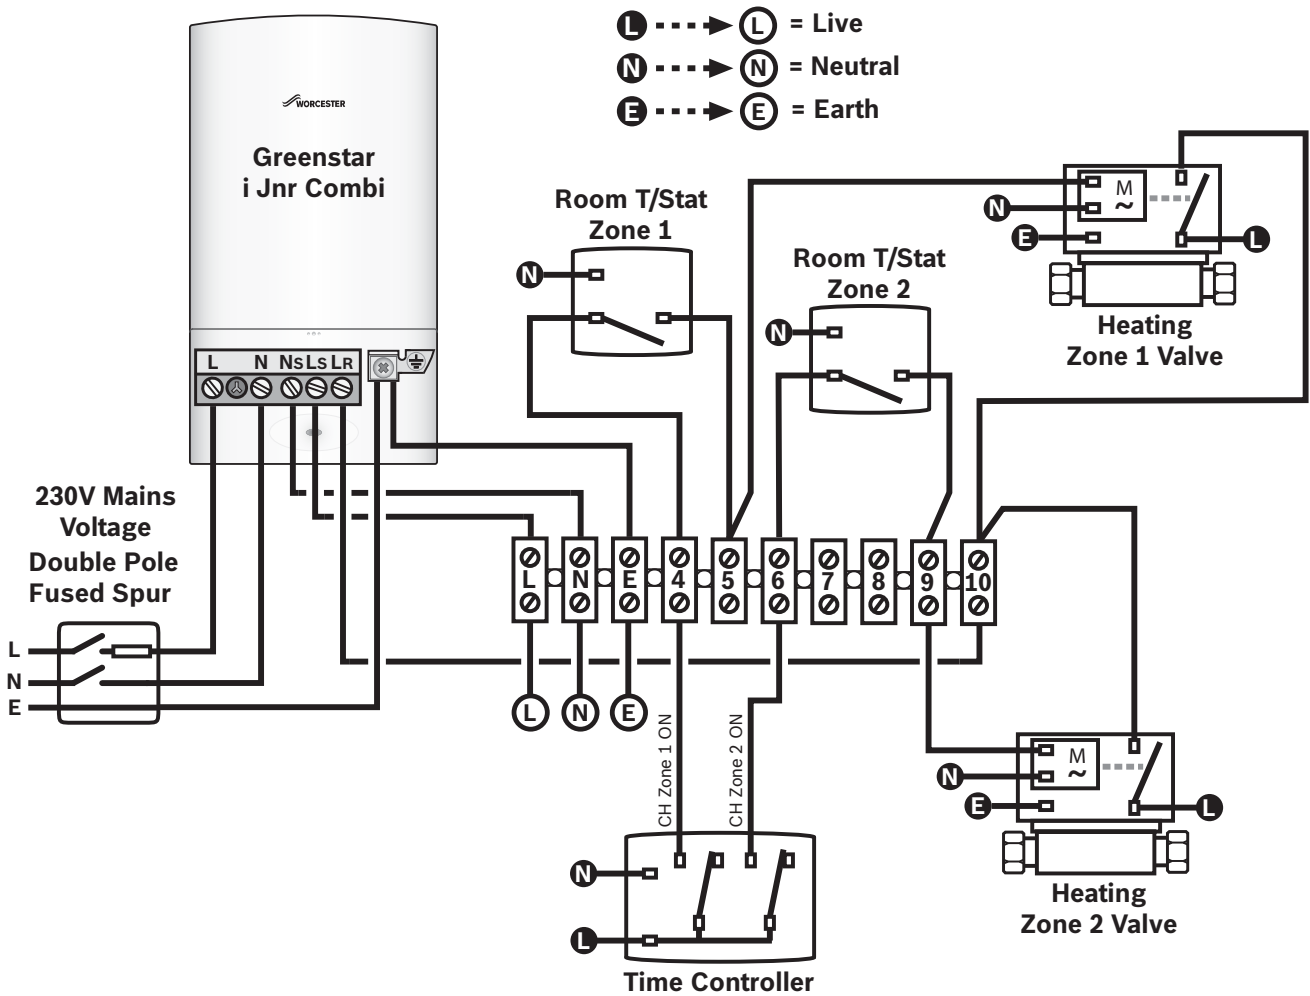 L L = Live
N N = Neutral
E E = Earth
WORCESTER
Greenstar
i Jnr Combi
L N NS LS LR
Room T/Stat
Zone 1
N
Room T/Stat
Zone 2
N
M
~
N
E
L
Heating
Zone 1 Valve
230V Mains
Voltage
Double Pole
Fused Spur
L
N
E
L N E 4 5 6 7 8 9 10
L N E
CH Zone 1 ON
CH Zone 2 ON
M
~
N
E
L
Heating
Zone 2 Valve
N
L
Time Controller